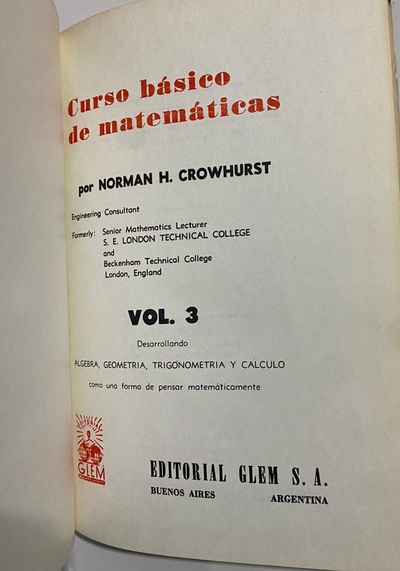 Curso básico
de matemáticas
por NORMAN H. CROWHURST
Engineering Consultant
Formerly: Senior Mathematics Lecturer
S. E. LONDON TECHNICAL COLLEGE
and
Beckenham Technical College
London, England
VOL. 3
Desarrollando
ALGEBRA, GEOMETRIA, TRIGONOMETRIA Y CALCULO
como una forma de pensar matemáticamente
EDITORIAL
GLEM
EDITORIAL GLEM S. A.
BUENOS AIRES ARGENTINA